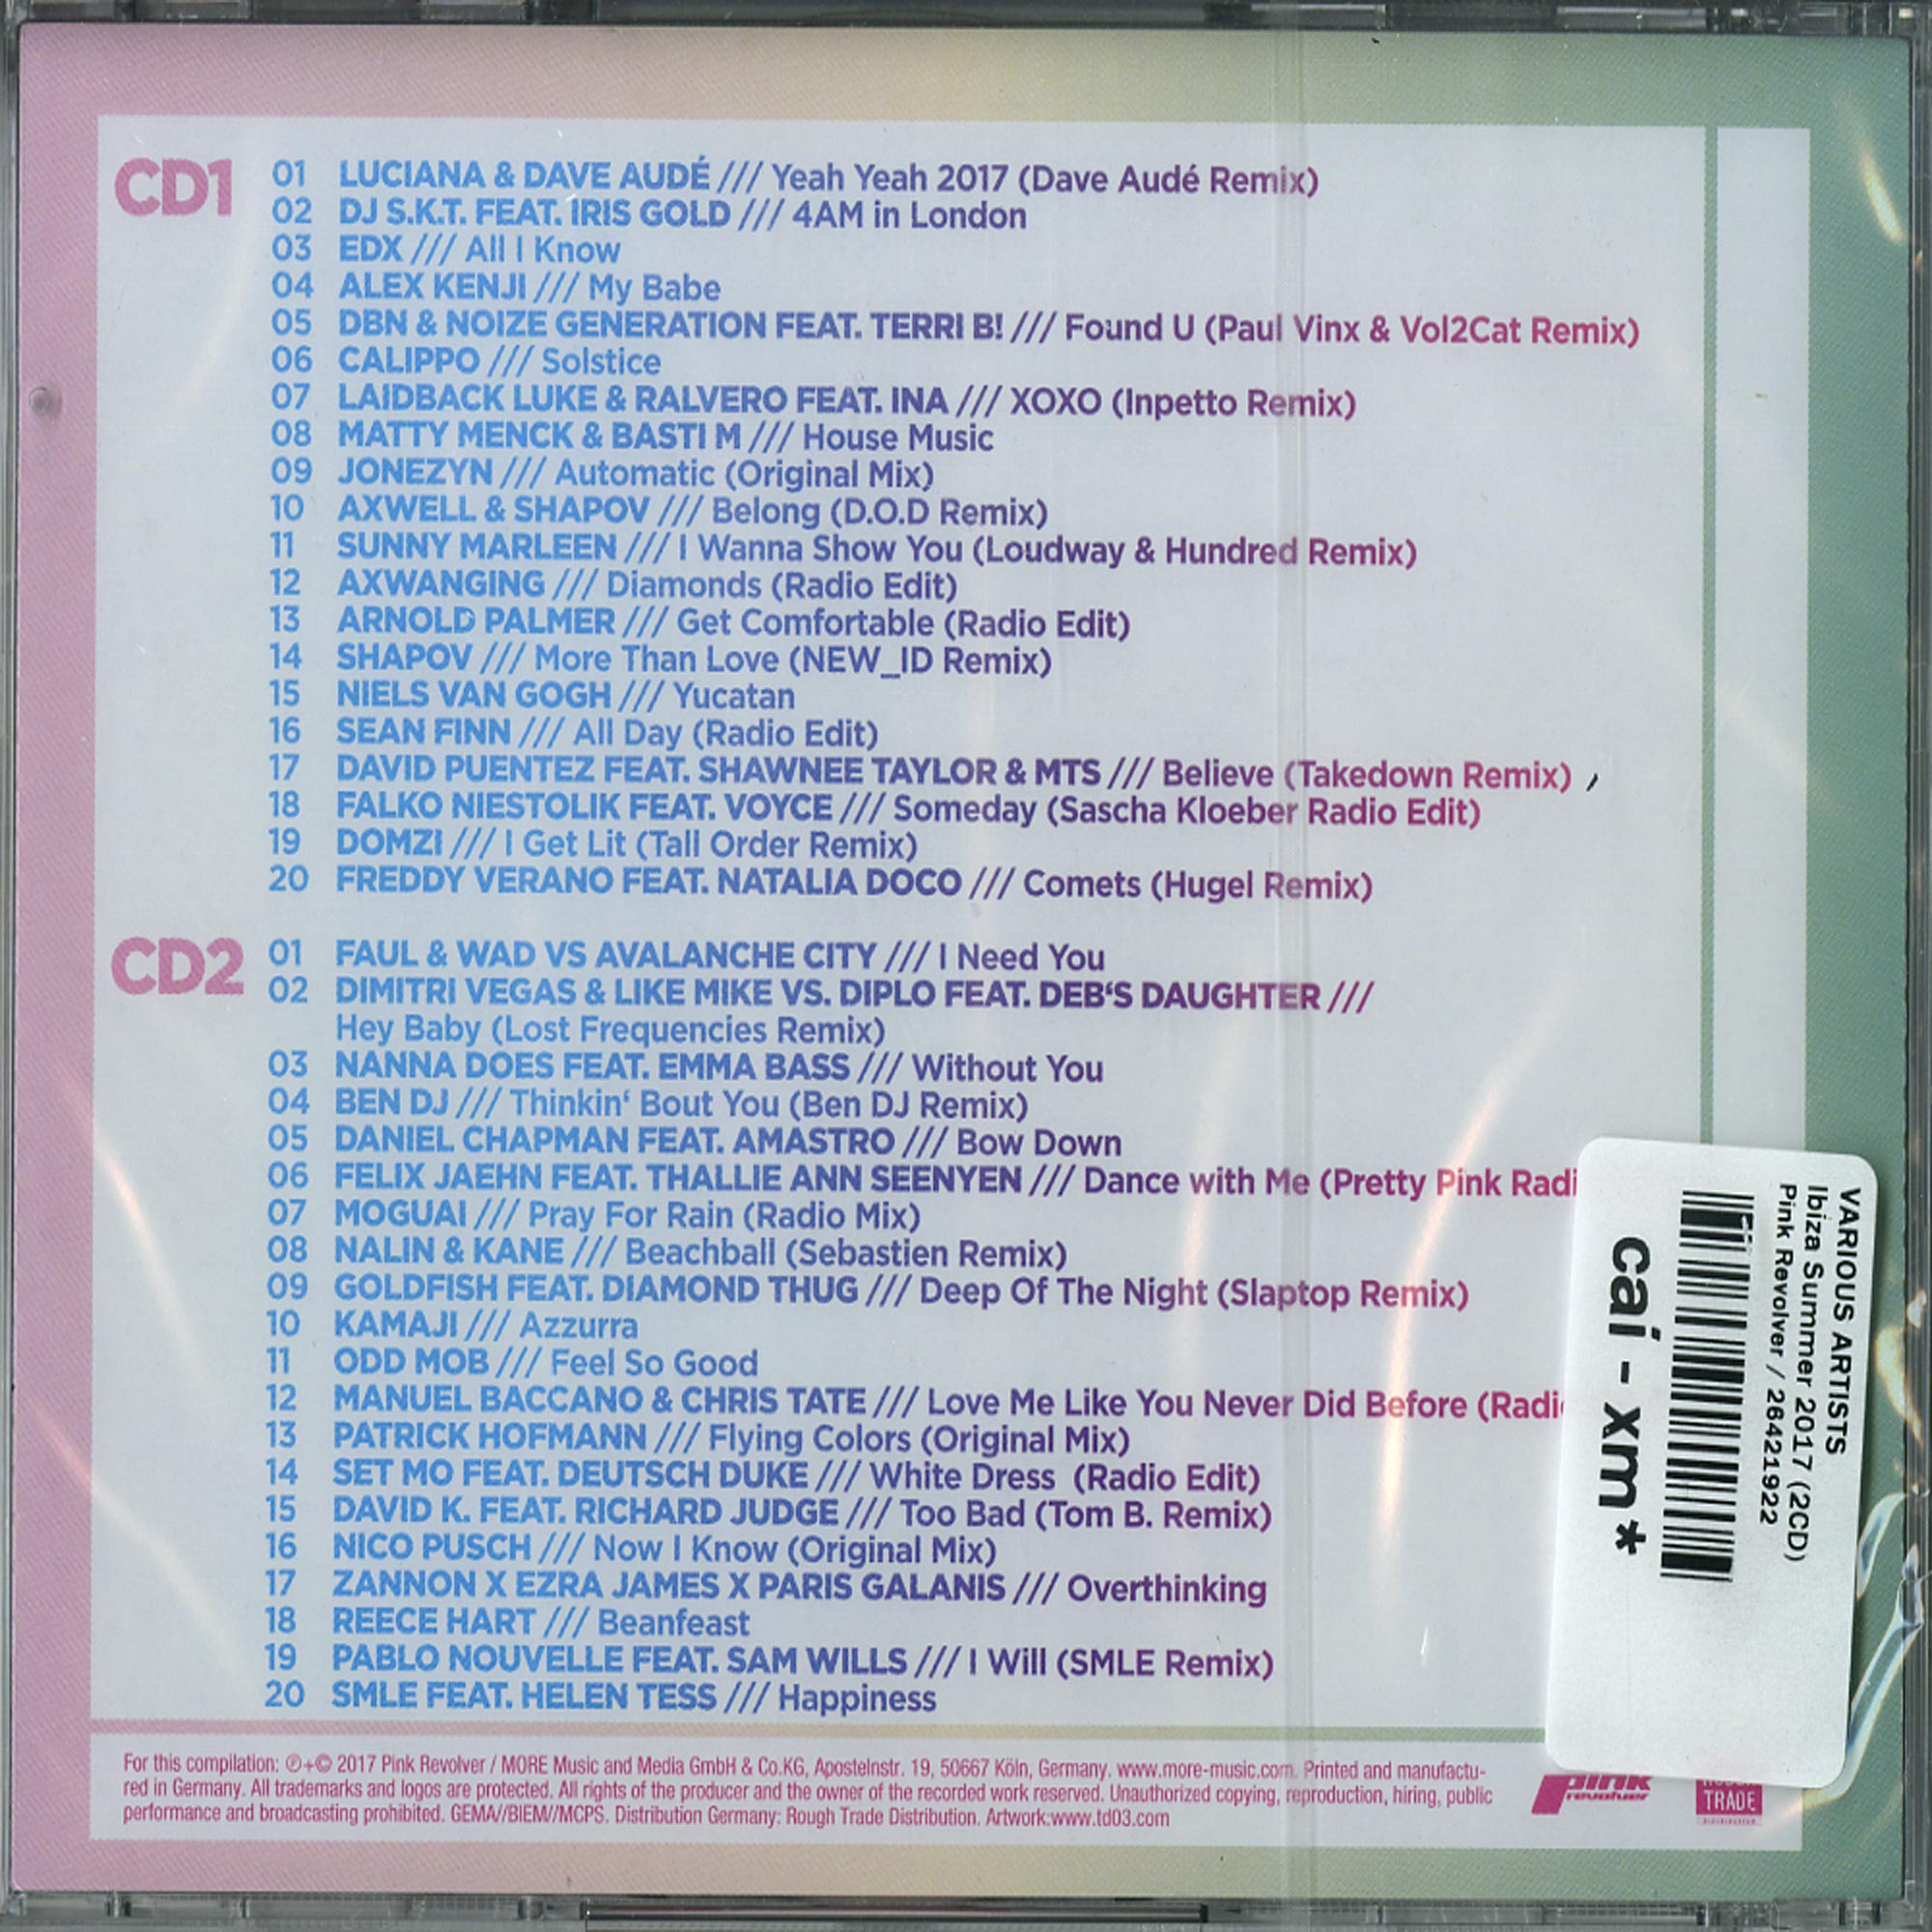 CD1
01 LUCIANA & DAVE AUDÉ /// Yeah Yeah 2017 (Dave Audé Remix)
02 DJ S.K.T. FEAT. IRIS GOLD /// 4AM in London
03 EDX /// All I Know
04 ALEX KENJI /// My Babe
05 DBN & NOIZE GENERATION FEAT. TERRI B! /// Found U (Paul Vinx & Vol2Cat Remix)
06 CALIPPO /// Solstice
07 LAIDBACK LUKE & RALVERO FEAT. INA /// XOXO (Inpetto Remix)
08 MATTY MENCK & BASTI M /// House Music
09 JONEZYN /// Automatic (Original Mix)
10 AXWELL & SHAPOV /// Belong (D.O.D Remix)
11 SUNNY MARLEEN /// I Wanna Show You (Loudway & Hundred Remix)
12 AXWANGING /// Diamonds (Radio Edit)
13 ARNOLD PALMER /// Get Comfortable (Radio Edit)
14 SHAPOV /// More Than Love (NEW_ID Remix)
15 NIELS VAN GOGH /// Yucatan
16 SEAN FINN /// All Day (Radio Edit)
17 DAVID PUENTEZ FEAT. SHAWNEE TAYLOR & MTS /// Believe (Takedown Remix)
18 FALKO NIESTOLIK FEAT. VOYCE /// Someday (Sascha Kloeber Radio Edit)
19 DOMZI /// I Get Lit (Tall Order Remix)
20 FREDDY VERANO FEAT. NATALIA DOCO /// Comets (Hugel Remix)
CD2
01 FAUL & WAD VS AVALANCHE CITY /// I Need You
02 DIMITRI VEGAS & LIKE MIKE VS. DIPLO FEAT. DEB‘S DAUGHTER ///
Hey Baby (Lost Frequencies Remix)
03 NANNA DOES FEAT. EMMA BASS /// Without You
04 BEN DJ /// Thinkin‘ Bout You (Ben DJ Remix)
05 DANIEL CHAPMAN FEAT. AMASTRO /// Bow Down
06 FELIX JAEHN FEAT. THALLIE ANN SEENYEN /// Dance with Me (Pretty Pink Radi
07 MOGUAI /// Pray For Rain (Radio Mix)
08 NALIN & KANE /// Beachball (Sebastien Remix)
09 GOLDFISH FEAT. DIAMOND THUG /// Deep Of The Night (Slaptop Remix)
10 KAMAJI /// Azzurra
11 ODD MOB /// Feel So Good
12 MANUEL BACCANO & CHRIS TATE /// Love Me Like You Never Did Before (Radi
13 PATRICK HOFMANN /// Flying Colors (Original Mix)
14 SET MO FEAT. DEUTSCH DUKE /// White Dress (Radio Edit)
15 DAVID K. FEAT. RICHARD JUDGE /// Too Bad (Tom B. Remix)
16 NICO PUSCH /// Now I Know (Original Mix)
17 ZANNON X EZRA JAMES X PARIS GALANIS /// Overthinking
18 REECE HART /// Beanfeast
19 PABLO NOUVELLE FEAT. SAM WILLS /// I Will (SMLE Remix)
20 SMLE FEAT. HELEN TESS /// Happiness
VARIOUS ARTISTS
Ibiza Summer 2017 (2CD)
Pink Revolver / 26421922
cai - xm*
For this compilation: ℗+© 2017 Pink Revolver / MORE Music and Media GmbH & Co.KG, Apostelnstr. 19, 50667 Köln, Germany. www.more-music.com. Printed and manufactu-
red in Germany. All trademarks and logos are protected. All rights of the producer and the owner of the recorded work reserved. Unauthorized copying, reproduction, hiring, public
performance and broadcasting prohibited. GEMA//BIEM//MCPS. Distribution Germany: Rough Trade Distribution. Artwork:www.td03.com
pink
revolver
TRADE